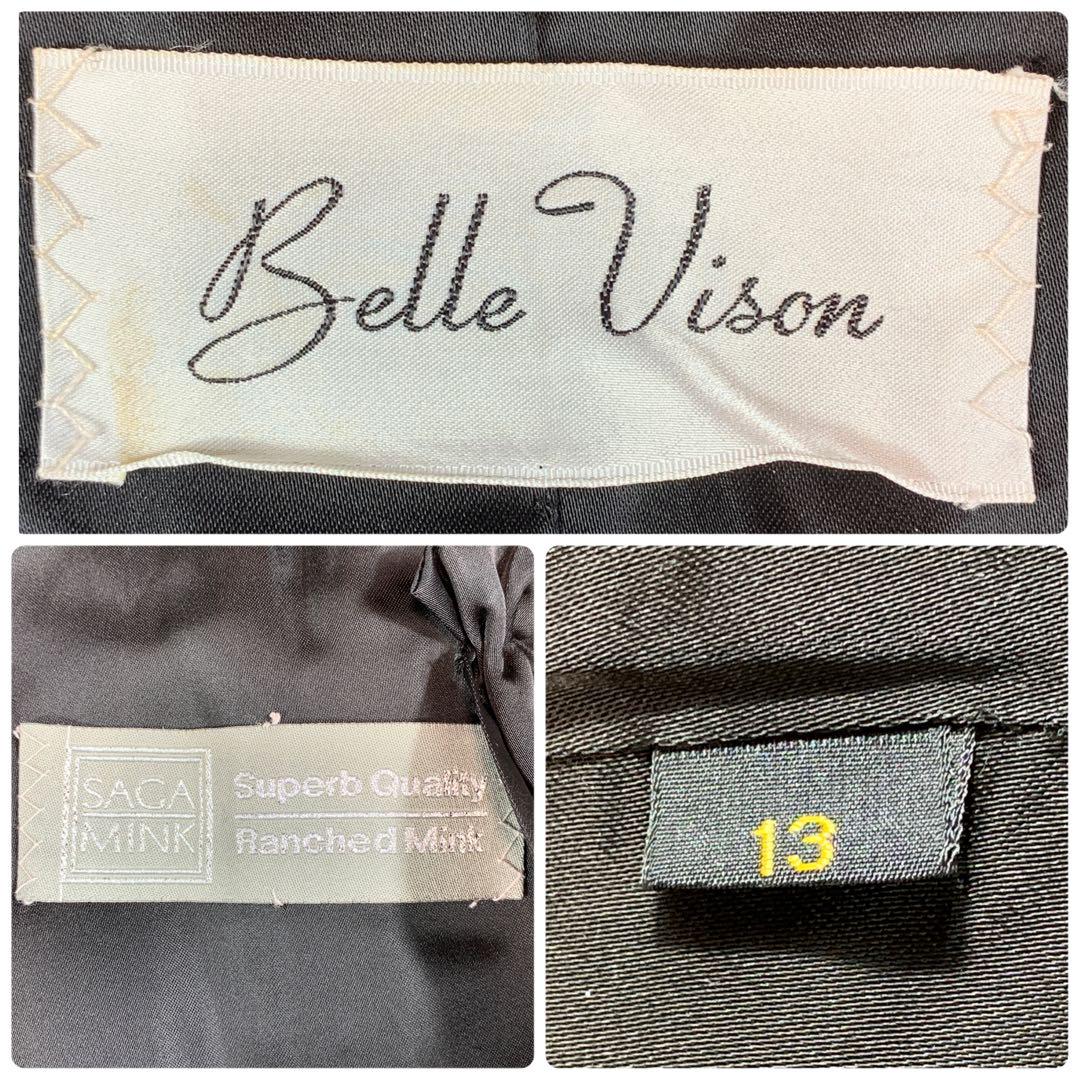 Belle Vison
SAGA
MINK
Superb Quality
Ranched Mink
13